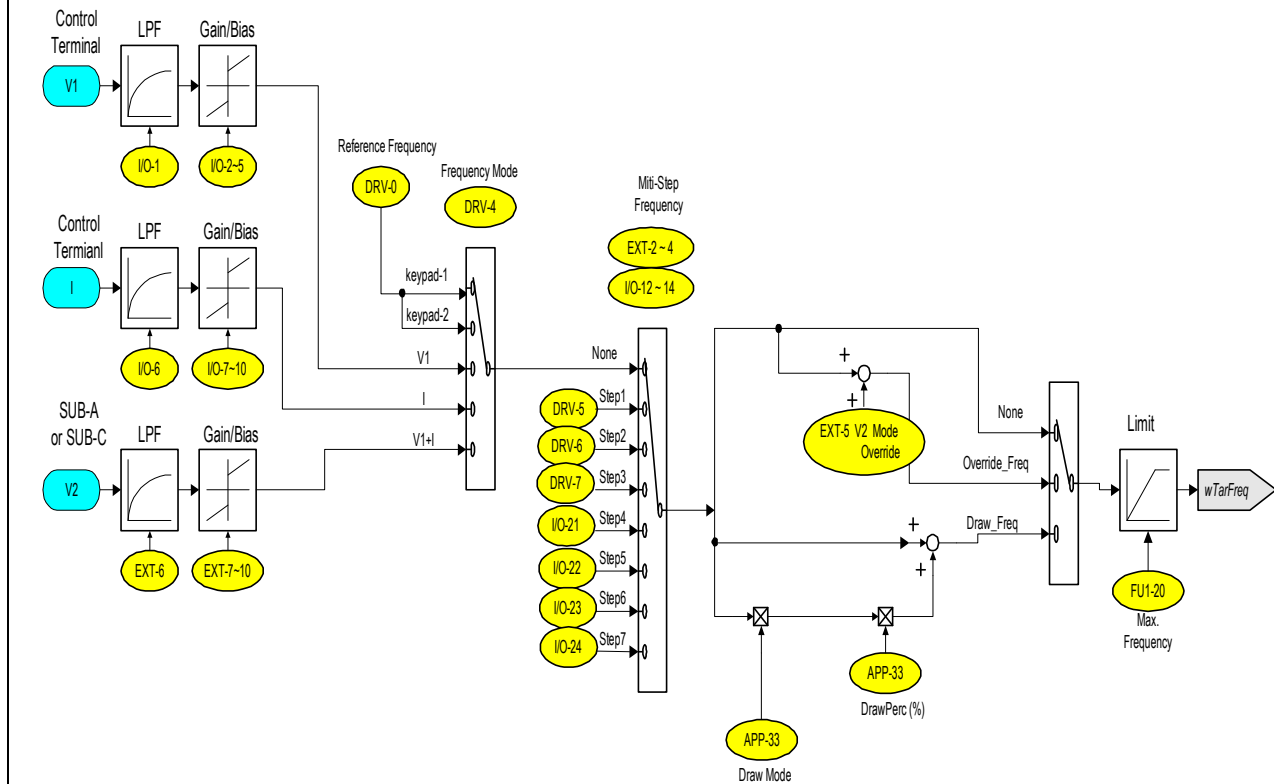 Control
Terminal
LPF
Gain/Bias
V1
I/O-1
I/O-2~5
Reference Frequency
DRV-0
Frequency Mode
DRV-4
Miti-Step
Frequency
EXT-2 ~ 4
I/O-12 ~ 14
Control
Termianl
LPF
Gain/Bias
I
I/O-6
I/O-7~10
keypad-1
keypad-2
V1
I
V1+I
SUB-A
or SUB-C
LPF
Gain/Bias
V2
EXT-6
EXT-7~10
None
DRV-5
Step1
DRV-6
Step2
DRV-7
Step3
I/O-21
Step4
I/O-22
Step5
I/O-23
Step6
I/O-24
Step7
+
+
EXT-5 V2 Mode
Override
None
Override_Freq
Draw_Freq
+
+
APP-33
DrawPerc (%)
APP-33
Draw Mode
Limit
wTarFreq
FU1-20
Max.
Frequency